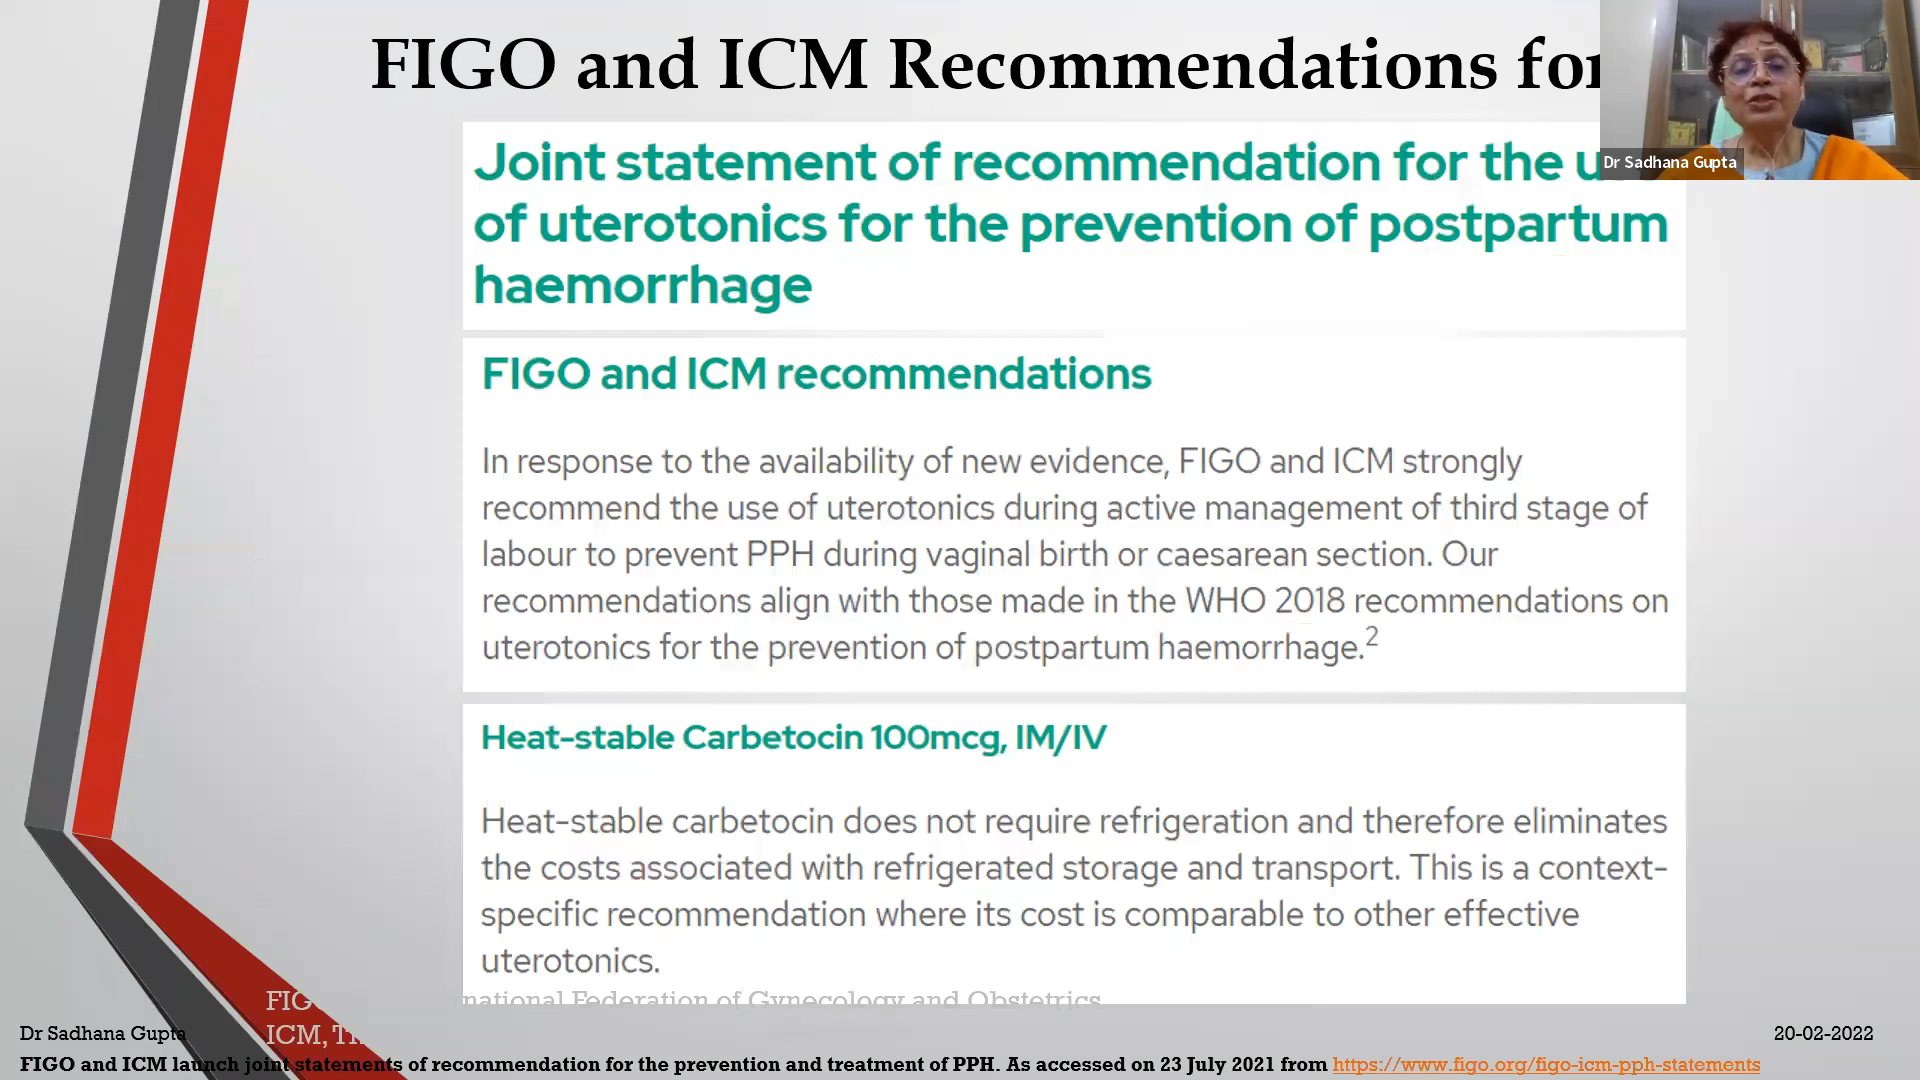 FIGO and ICM Recommendations for
Dr Sadhana Gupta
Joint statement of recommendation for the
of uterotonics for the prevention of postpartum
haemorrhage
FIGO and ICM recommendations
In response to the availability of new evidence, FIGO and ICM strongly
recommend the use of uterotonics during active management of third stage of
labour to prevent PPH during vaginal birth or caesarean section. Our
recommendations align with those made in the WHO 2018 recommendations on
uterotonics for the prevention of postpartum haemorrhage.2
Heat-stable Carbetocin 100mcg, IM/IV
Heat-stable carbetocin does not require refrigeration and therefore eliminates
the costs associated with refrigerated storage and transport. This is a context-
specific recommendation where its cost is comparable to other effective
uterotonics.
Federation of Gynecology and Obstetrics
ICM,
Dr Sadhana Gupta
20-02-2022
FIGO and ICM launch joint statements of recommendation for the prevention and treatment of PPH. As accessed on 23 July 2021 from https://www.figo.org/figo-icm-pph-statements